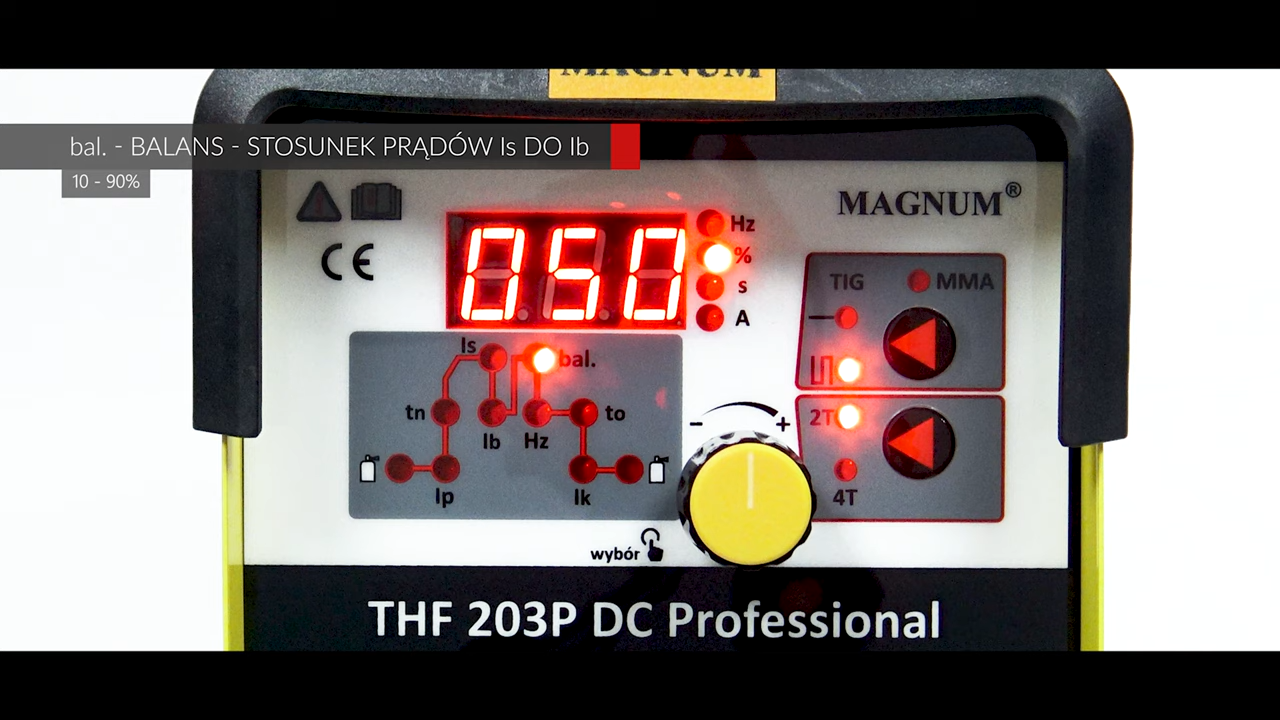 MAGNUM
bal. - BALANS - STOSUNEK PRĄDÓW Is DO Ib
10 - 90%
MAGNUM®
CE
050
Hz
%
s
A
TIG
MMA
Is
bal.
tn
Ib
Hz
to
Ip
Ik
- +
2T
4T
wybór
THF 203P DC Professional